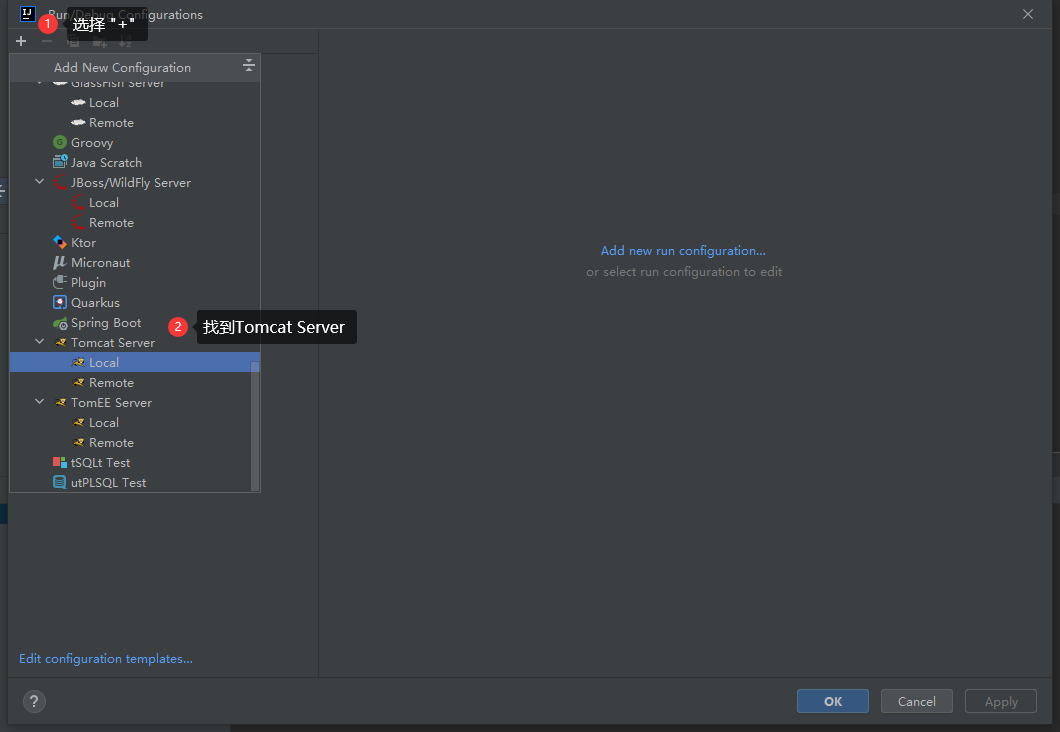 Run/Debug Configurations
1 选择 "+"
Add New Configuration
GlassFish Server
Local
Remote
Groovy
Java Scratch
JBoss/WildFly Server
Local
Remote
Ktor
Micronaut
Plugin
Quarkus
Spring Boot
2 找到Tomcat Server
Tomcat Server
Local
Remote
TomEE Server
Local
Remote
tSQLt Test
utPLSQL Test
Add new run configuration...
or select run configuration to edit
Edit configuration templates...
?
OK
Cancel
Apply